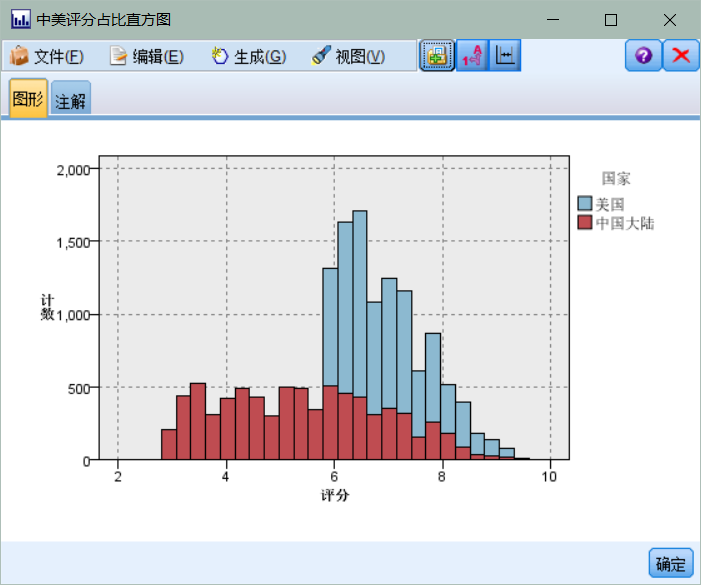 中美评分占比直方图
文件(F) 编辑(E) 生成(G) 视图(V)
图形 注解
2,000
1,500
1,000
500
0
计数
2 4 6 8 10
评分
国家
美国
中国大陆
确定